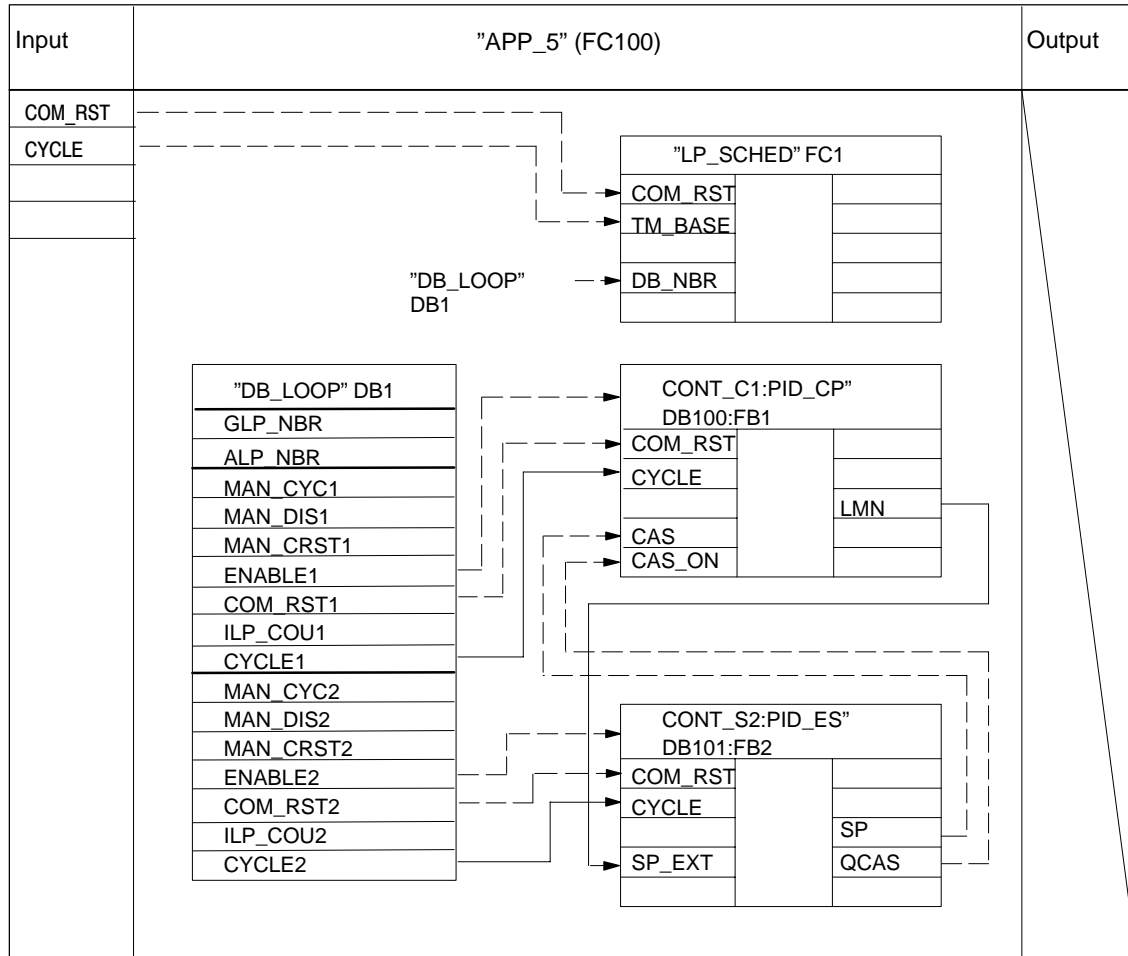 Input
”APP_5” (FC100)
Output
COM_RST
CYCLE
”LP_SCHED” FC1
COM_RST
TM_BASE
DB_NBR
”DB_LOOP”
DB1
”DB_LOOP” DB1
GLP_NBR
ALP_NBR
MAN_CYC1
MAN_DIS1
MAN_CRST1
ENABLE1
COM_RST1
ILP_COU1
CYCLE1
MAN_CYC2
MAN_DIS2
MAN_CRST2
ENABLE2
COM_RST2
ILP_COU2
CYCLE2
CONT_C1:PID_CP”
DB100:FB1
COM_RST
CYCLE
LMN
CAS
CAS_ON
CONT_S2:PID_ES”
DB101:FB2
COM_RST
CYCLE
SP
SP_EXT
QCAS